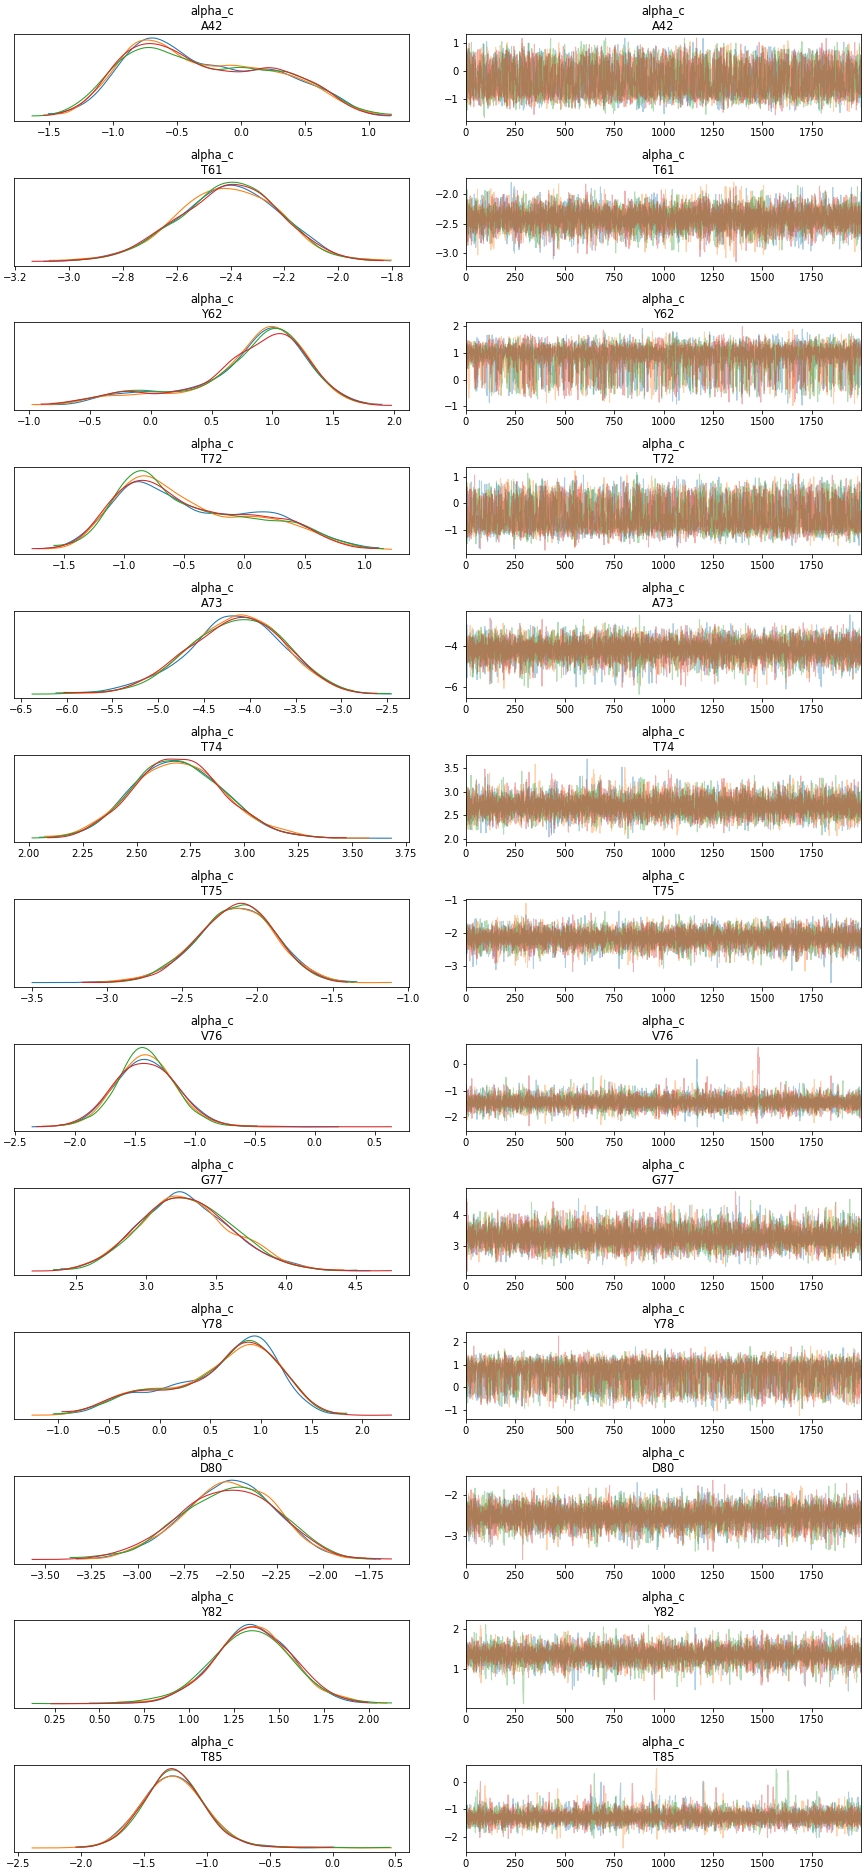 alpha_c alpha_c
A42 A42
1
0
−1
−1.5 −1.0 −0.5 0.0 0.5 1.0 0 250 500 750 1000 1250 1500 1750
alpha_c alpha_c
T61 T61
−2.0
−2.5
−3.0
−3.2 −3.0 −2.8 −2.6 −2.4 −2.2 −2.0 −1.8 0 250 500 750 1000 1250 1500 1750
alpha_c alpha_c
Y62 Y62
2
1
0
−1
−1.0 −0.5 0.0 0.5 1.0 1.5 2.0 0 250 500 750 1000 1250 1500 1750
alpha_c alpha_c
T72 T72
1
0
−1
−1.5 −1.0 −0.5 0.0 0.5 1.0 0 250 500 750 1000 1250 1500 1750
alpha_c alpha_c
A73 A73
−4
−6
−6.5 −6.0 −5.5 −5.0 −4.5 −4.0 −3.5 −3.0 −2.5 0 250 500 750 1000 1250 1500 1750
alpha_c alpha_c
T74 T74
3.5
3.0
2.5
2.0
2.00 2.25 2.50 2.75 3.00 3.25 3.50 3.75 0 250 500 750 1000 1250 1500 1750
alpha_c alpha_c
T75 T75
−1
−2
−3
−3.5 −3.0 −2.5 −2.0 −1.5 −1.0 0 250 500 750 1000 1250 1500 1750
alpha_c alpha_c
V76 V76
0
−1
−2
−2.5 −2.0 −1.5 −1.0 −0.5 0.0 0.5 0 250 500 750 1000 1250 1500 1750
alpha_c alpha_c
G77 G77
4
3
2.5 3.0 3.5 4.0 4.5 0 250 500 750 1000 1250 1500 1750
alpha_c alpha_c
Y78 Y78
2
1
0
−1
−1.0 −0.5 0.0 0.5 1.0 1.5 2.0 0 250 500 750 1000 1250 1500 1750
alpha_c alpha_c
D80 D80
−2
−3
−3.50 −3.25 −3.00 −2.75 −2.50 −2.25 −2.00 −1.75 0 250 500 750 1000 1250 1500 1750
alpha_c alpha_c
Y82 Y82
2
1
0.25 0.50 0.75 1.00 1.25 1.50 1.75 2.00 0 250 500 750 1000 1250 1500 1750
alpha_c alpha_c
T85 T85
0
−1
−2
−2.5 −2.0 −1.5 −1.0 −0.5 0.0 0.5 0 250 500 750 1000 1250 1500 1750